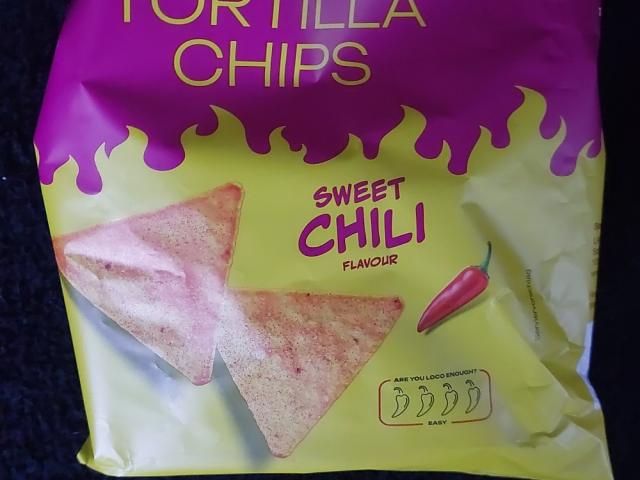 TORTILLA
CHIPS
SWEET
CHILI
FLAVOUR
ARE YOU LOCO ENOUGH?
EASY